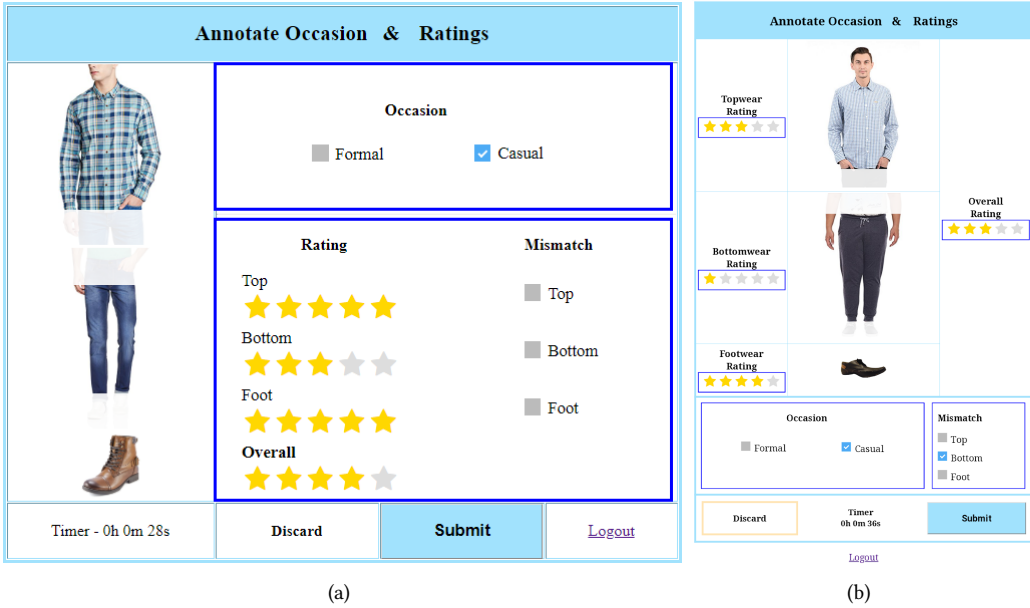 Annotate Occasion & Ratings
Occasion
Formal
Casual
Rating
Mismatch
Top
Top
Bottom
Bottom
Foot
Foot
Overall
Timer - 0h 0m 28s
Discard
Submit
Logout
(a)
Annotate Occasion & Ratings
Topwear
Rating
Bottomwear
Rating
Footwear
Rating
Overall
Rating
Occasion
Formal
Casual
Mismatch
Top
Bottom
Foot
Discard
Timer
0h 0m 36s
Submit
Logout
(b)